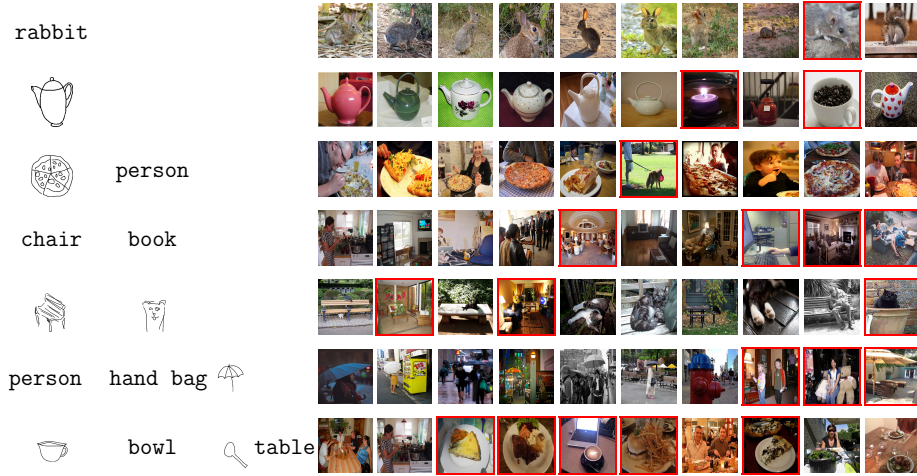 rabbit
person
chair book
person hand bag
bowl table